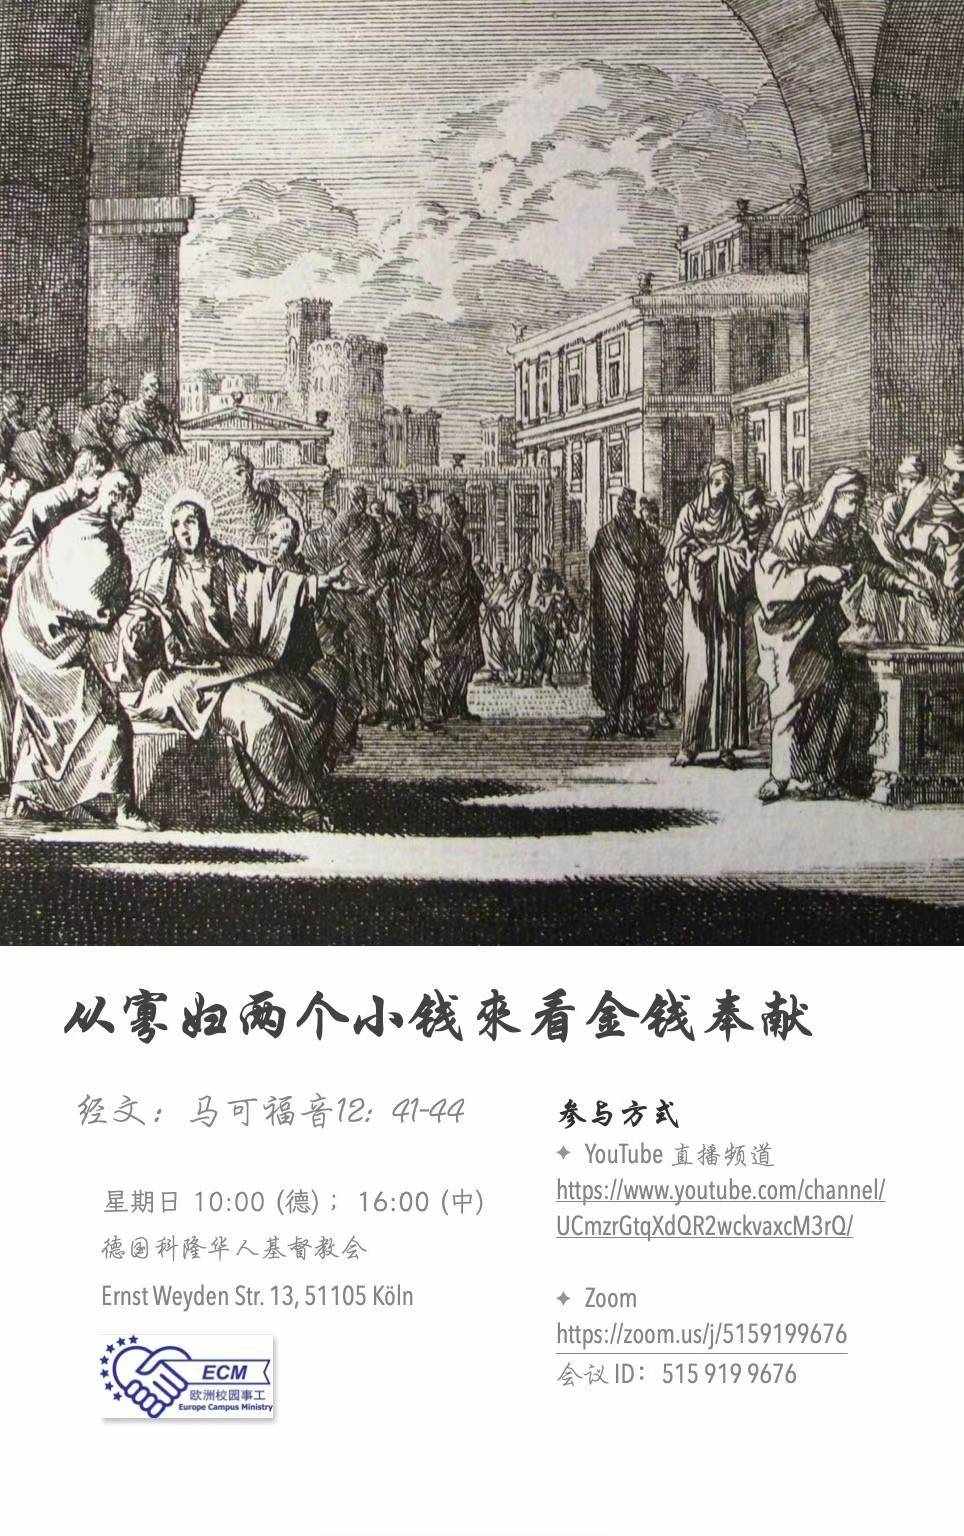 从寡妇两个小钱來看金钱奉献
经文：马可福音12：41-44
星期日 10:00 (德)； 16:00 (中)
德国科隆华人基督教会
Ernst Weyden Str. 13, 51105 Köln
ECM
欧洲校园事工
Europe Campus Ministry
参与方式
✦ YouTube 直播频道
https://www.youtube.com/channel/
UCmzrGtqXdQR2wckvaxcM3rQ/
✦ Zoom
https://zoom.us/j/5159199676
会议 ID：515 919 9676